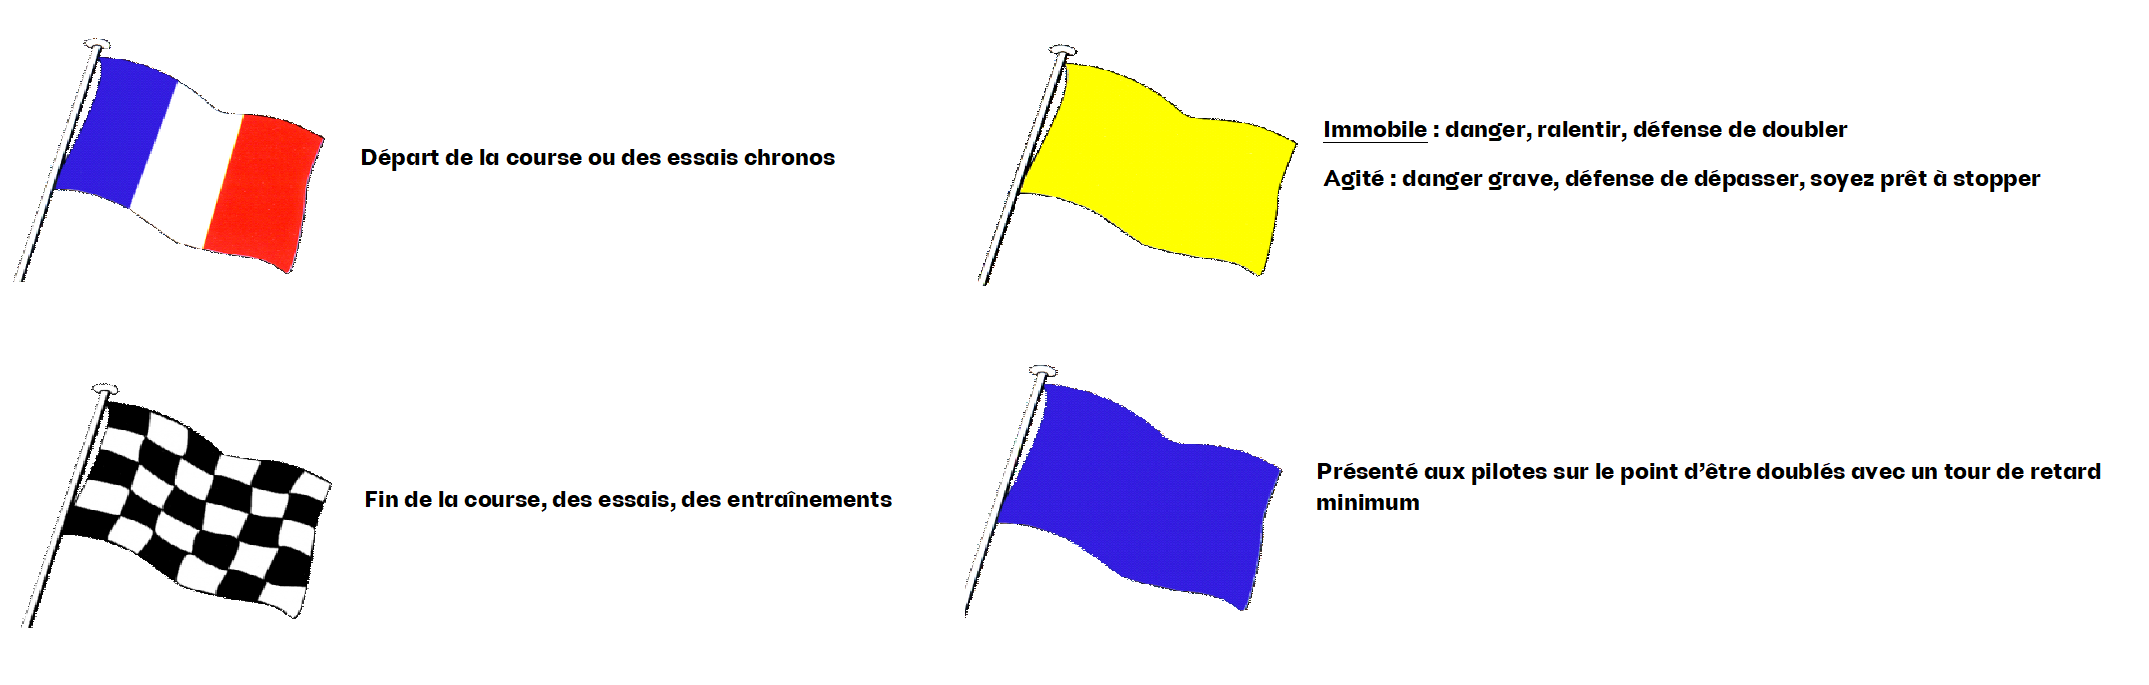 Départ de la course ou des essais chronos
Immobile : danger, ralentir, défense de doubler
Agité : danger grave, défense de dépasser, soyez prêt à stopper
Fin de la course, des essais, des entraînements
Présenté aux pilotes sur le point d’être doublés avec un tour de retard
minimum